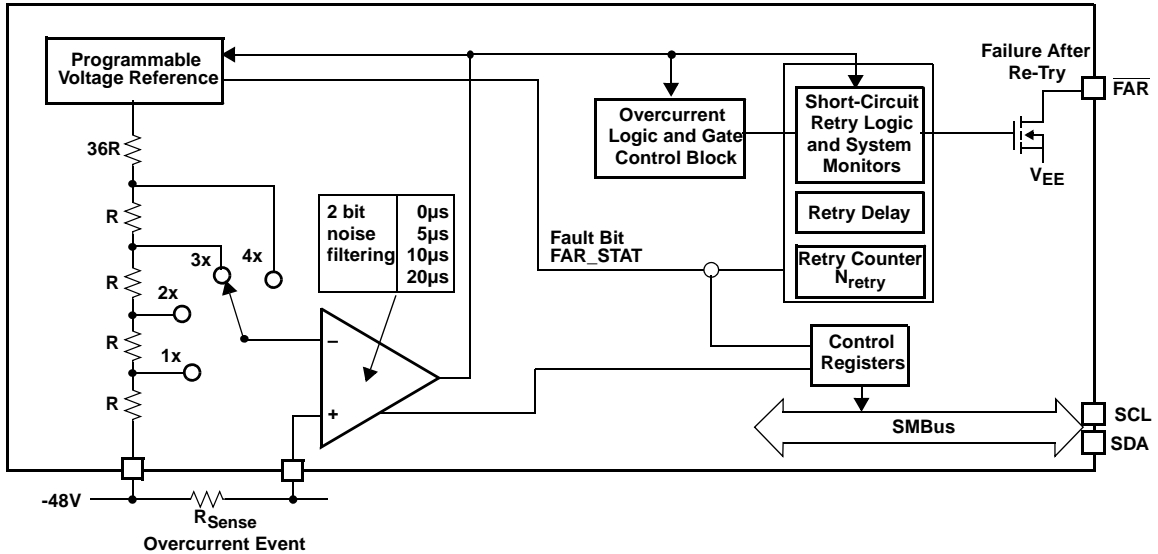 Programmable
Voltage Reference
36R
R
R
R
R
1x
2x
3x
4x
2 bit
noise
filtering
0µs
5µs
10µs
20µs
–
+
Fault Bit
FAR_STAT
Overcurrent
Logic and Gate
Control Block
Short-Circuit
Retry Logic
and System
Monitors
Retry Delay
Retry Counter
Nretry
Control
Registers
SMBus
Failure After
Re-Try
FAR
VEE
SCL
SDA
-48V
RSense
Overcurrent Event